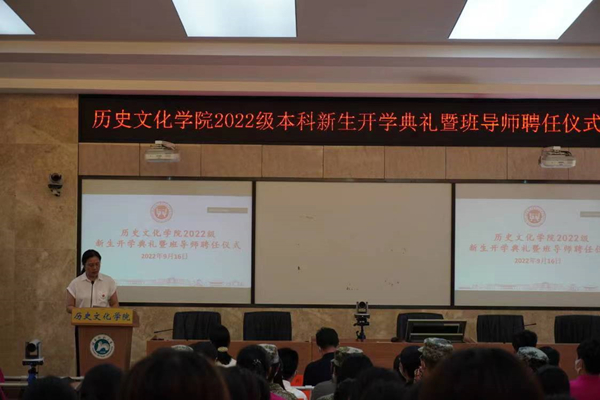 历史文化学院2022级本科新生开学典礼暨班导师聘任仪式
历史文化学院2022级
新生开学典礼暨班导师聘任仪式
2022年9月16日
历史文化学院2022级
新生开学典礼暨班导师聘任
2022年9月16日
历史文化学院